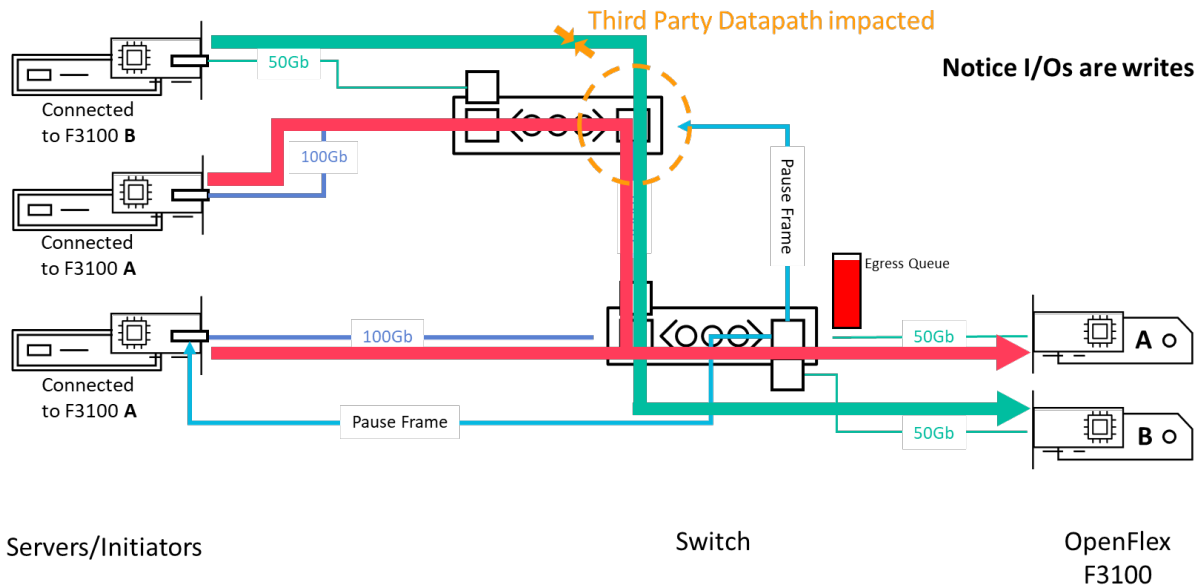 Third Party Datapath impacted
Notice I/Os are writes
50Gb
Connected
to F3100 B
100Gb
Pause Frame
Connected
to F3100 A
Egress Queue
100Gb
50Gb
A
Connected
to F3100 A
Pause Frame
50Gb
B
Servers/Initiators
Switch
OpenFlex
F3100